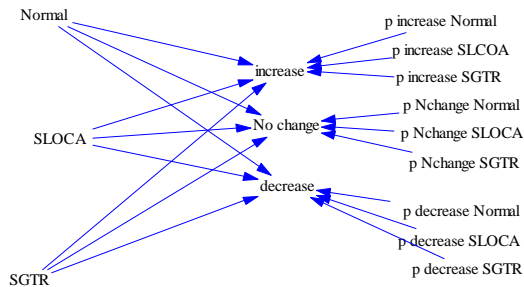 Normal
p increase Normal
p increase SLCOA
increase
p increase SGTR
p Nchange Normal
No change
p Nchange SLOCA
SLOCA
p Nchange SGTR
decrease
p decrease Normal
p decrease SLOCA
p decrease SGTR
SGTR